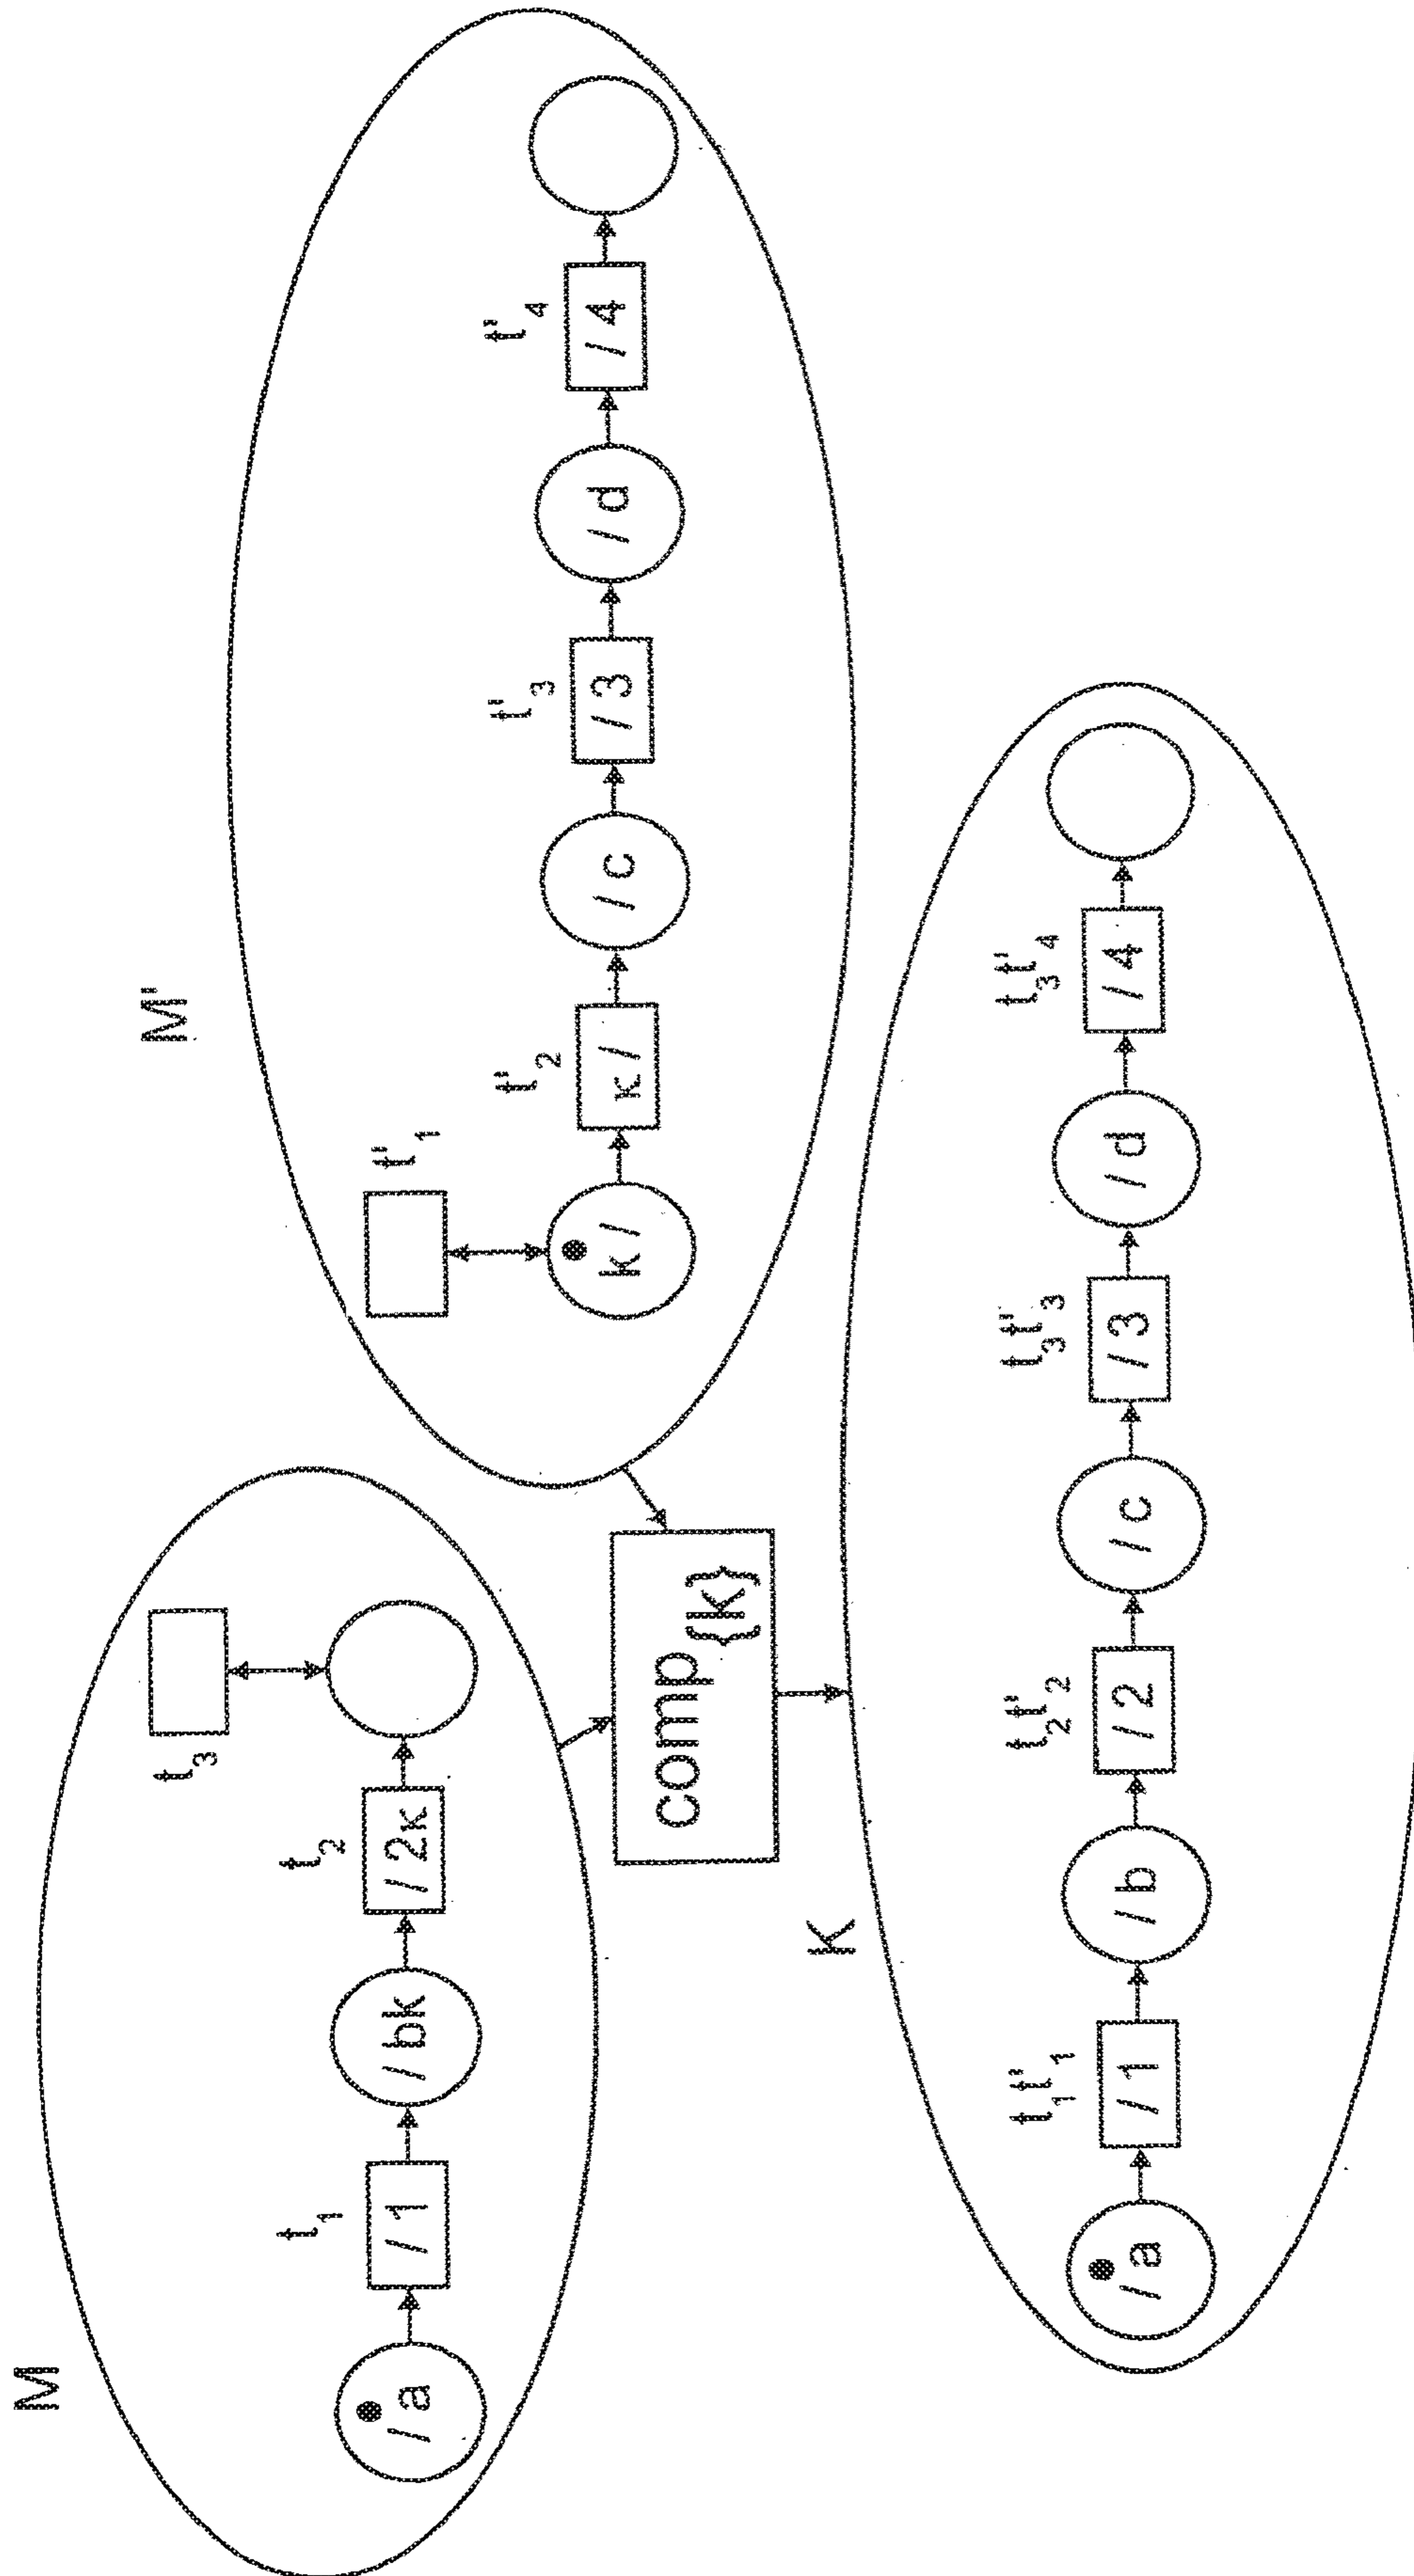 M
t₁ t₂ t₃
/a /1 /bk /2κ
M'
t'₁ t'₂ t'₃ t'₄
k/ κ/ /c /3 /d /4
comp{k}
K
t₁t'₁ t₂t'₂ t₃t'₃ t₃t'₄
/a /1 /b /2 /c /3 /d /4